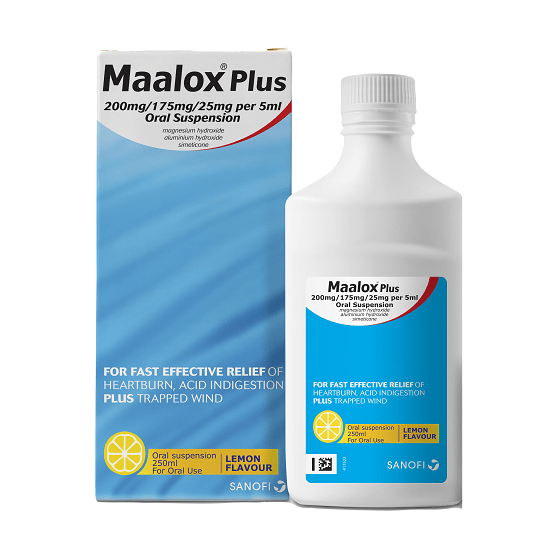 Maalox® Plus
200mg/175mg/25mg per 5ml
Oral Suspension
magnesium hydroxide
aluminium hydroxide
simeticone
FOR FAST EFFECTIVE RELIEF OF
HEARTBURN, ACID INDIGESTION
PLUS TRAPPED WIND
Oral suspension
250ml
For Oral Use
LEMON
FLAVOUR
SANOFI
Maalox Plus
200mg/175mg/25mg per 5ml
Oral Suspension
magnesium hydroxide
aluminium hydroxide
simeticone
FOR FAST EFFECTIVE RELIEF OF
HEARTBURN, ACID INDIGESTION
PLUS TRAPPED WIND
Oral suspension
250ml
For Oral Use
LEMON
FLAVOUR
SANOFI